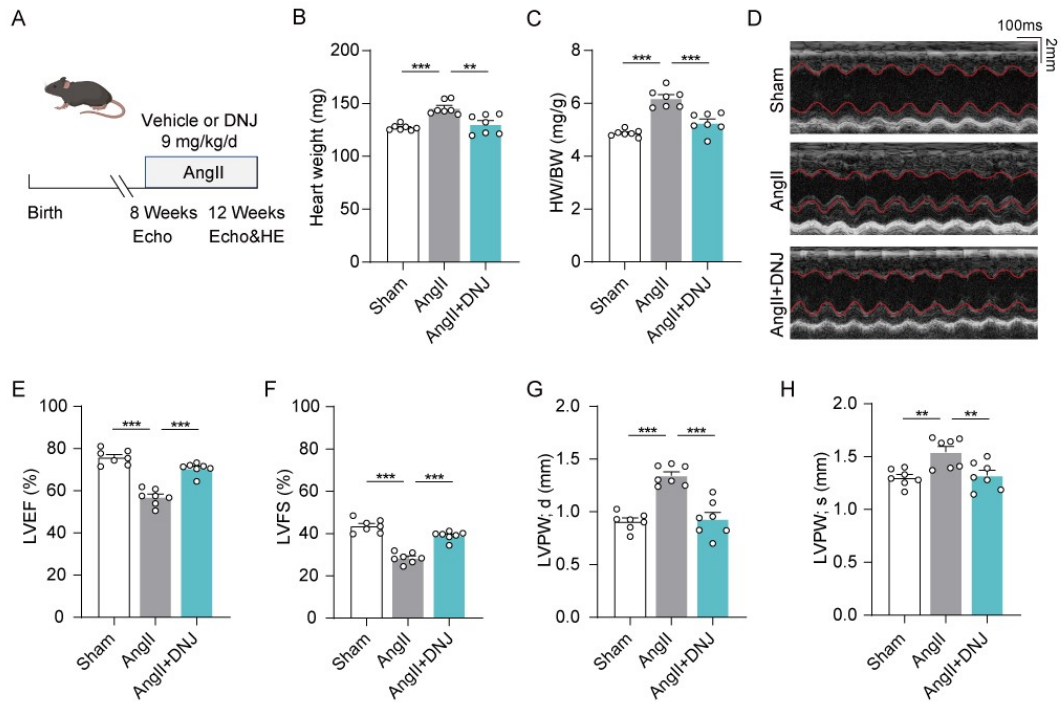 A
Vehicle or DNJ
9 mg/kg/d
AngII
Birth
8 Weeks
Echo
12 Weeks
Echo&HE
B
Heart weight (mg)
200
150
100
50
0
***
**
Sham
AngII
AngII+DNJ
C
HW/BW (mg/g)
8
6
4
2
0
***
***
Sham
AngII
AngII+DNJ
D
100ms
2mm
Sham
AngII
AngII+DNJ
E
LVEF (%)
100
80
60
40
20
0
***
***
Sham
AngII
AngII+DNJ
F
LVFS (%)
100
80
60
40
20
0
***
***
Sham
AngII
AngII+DNJ
G
LVPW; d (mm)
2.0
1.5
1.0
0.5
0.0
***
***
Sham
AngII
AngII+DNJ
H
LVPW; s (mm)
2.0
1.5
1.0
0.5
0.0
**
**
Sham
AngII
AngII+DNJ